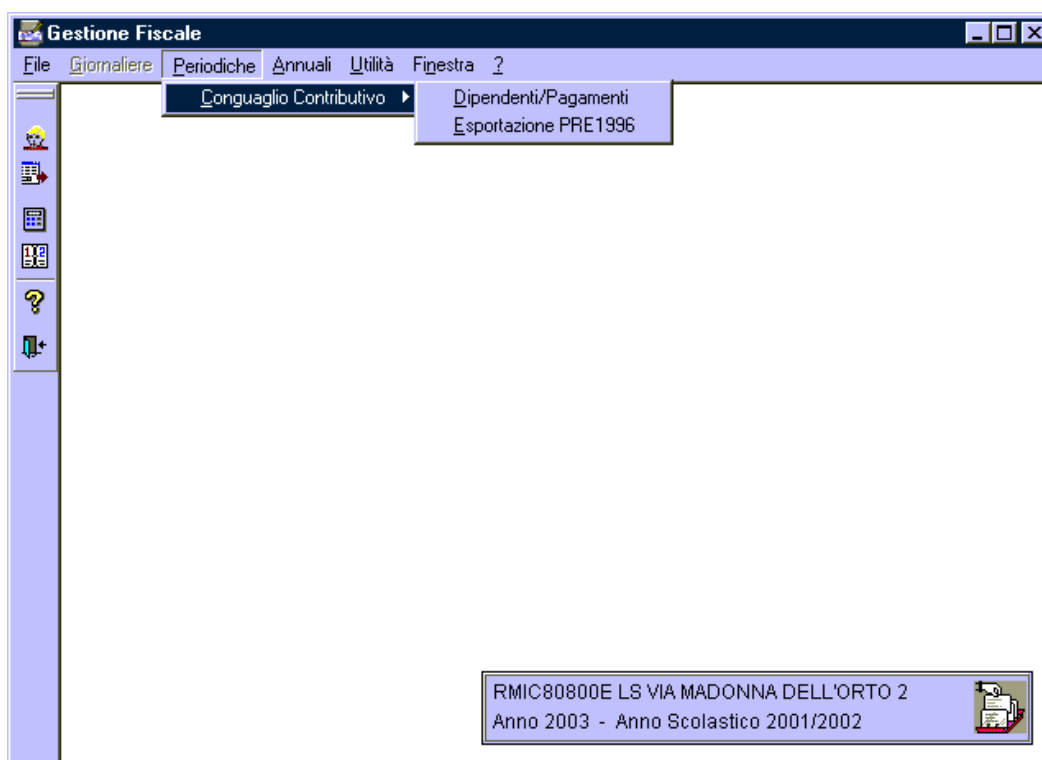 Gestione Fiscale
File Giornaliere Periodiche Annuali Utilità Finestra ?
Conguaglio Contributivo
Dipendenti/Pagamenti
Esportazione PRE1996
RMIC80800E LS VIA MADONNA DELL'ORTO 2
Anno 2003 - Anno Scolastico 2001/2002